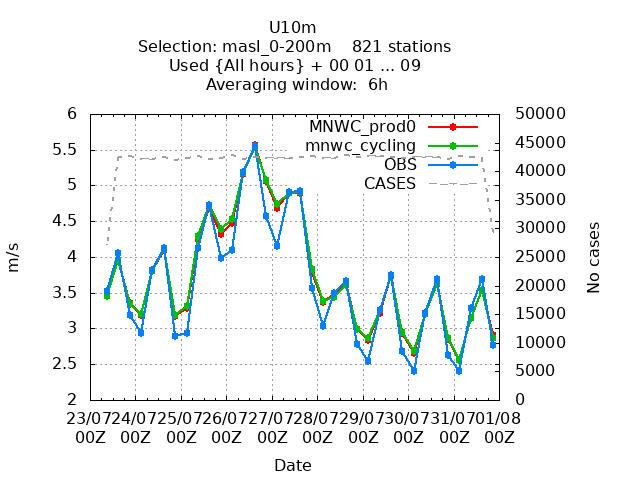 U10m
Selection: masl_0-200m    821 stations
Used {All hours} + 00 01 ... 09
Averaging window:  6h
MNWC_prod0
mnwc_cycling
OBS
CASES
m/s
6
5.5
5
4.5
4
3.5
3
2.5
2
50000
45000
40000
35000
30000
25000
20000
15000
10000
5000
0
No cases
23/07 24/07 25/07 26/07 27/07 28/07 29/07 30/07 31/07 01/08
00Z 00Z 00Z 00Z 00Z 00Z 00Z 00Z 00Z 00Z
Date